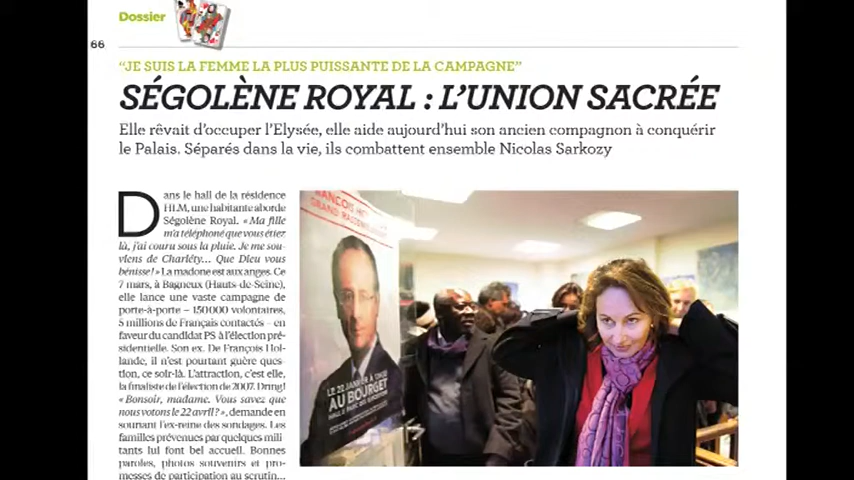 Dossier
66
“JE SUIS LA FEMME LA PLUS PUISSANTE DE LA CAMPAGNE”
SÉGOLÈNE ROYAL : L’UNION SACRÉE
Elle rêvait d’occuper l’Elysée, elle aide aujourd’hui son ancien compagnon à conquérir
le Palais. Séparés dans la vie, ils combattent ensemble Nicolas Sarkozy
Dans le hall de la résidence
HLM, une habitante aborde
Ségolène Royal. « Ma fille
m’a téléphoné que vous étiez
là, j’ai couru sous la pluie. Je me sou-
viens de Charléty... Que Dieu vous
bénisse! » La madone est aux anges. Ce
7 mars, à Bagneux (Hauts-de-Seine),
elle lance une vaste campagne de
porte-à-porte – 150 000 volontaires,
5 millions de Français contactés – en
faveur du candidat PS à l’élection pré-
sidentielle. Son ex. De François Hol-
lande, il n’est pourtant guère ques-
tion, ce soir-là. L’attraction, c’est elle,
la finaliste de l’élection de 2007. Dring!
« Bonsoir, madame. Vous savez que
nous votons le 22 avril? », demande en
souriant l’ex-reine des sondages. Les
familles prévenues par quelques mili
tants lui font bel accueil. Bonnes
paroles, photos souvenirs et pro-
messes de participation au scrutin...
GRAND RASSEMBLEMENT
LE 22 JANVIER À
AU BOURGET